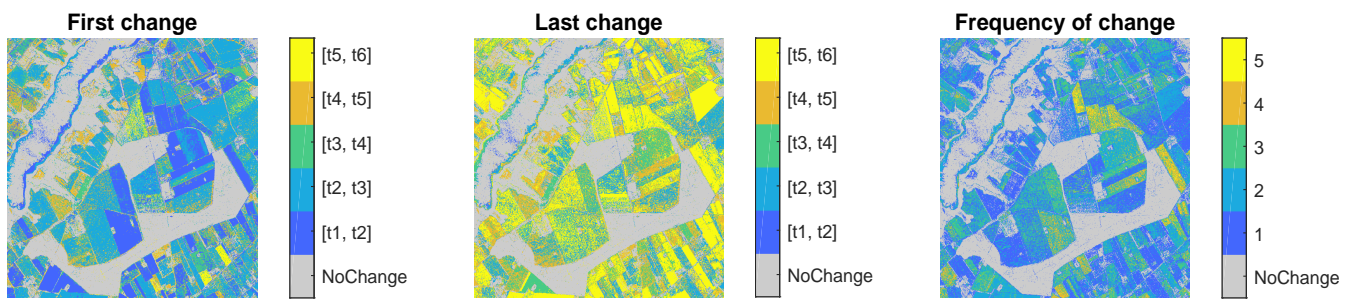 First change
[t5, t6]
[t4, t5]
[t3, t4]
[t2, t3]
[t1, t2]
NoChange
Last change
[t5, t6]
[t4, t5]
[t3, t4]
[t2, t3]
[t1, t2]
NoChange
Frequency of change
5
4
3
2
1
NoChange